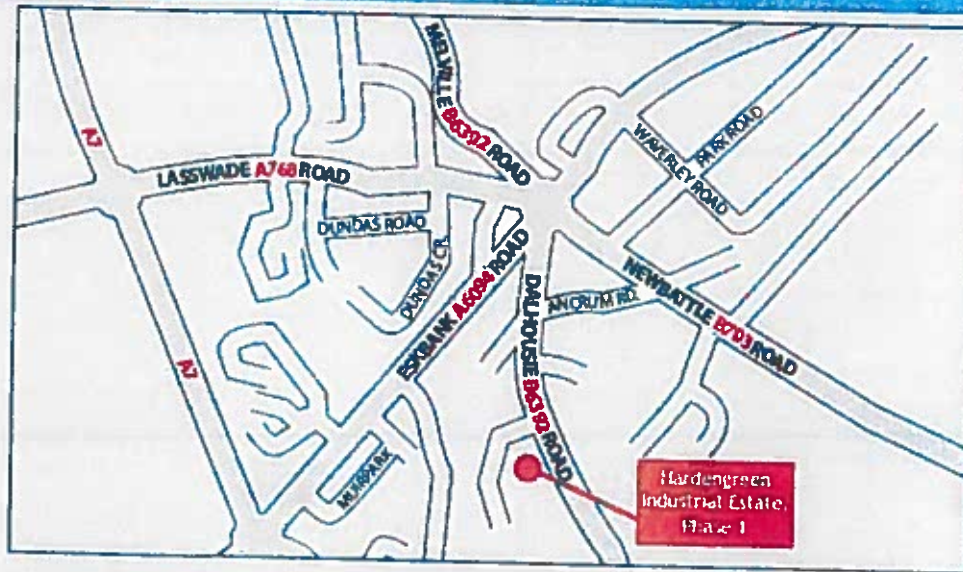 MELVILLE B6392 ROAD
A7
LASSWADE A768 ROAD
WAVERLEY ROAD
PARK ROAD
DUNDAS ROAD
DUNDAS CR.
ESKBANK A6094 ROAD
DALHOUSIE B6392 ROAD
ANCRUM RD.
NEWBATTLE B703 ROAD
A7
MUIRPARK
Hardengreen
Industrial Estate,
Phase 1